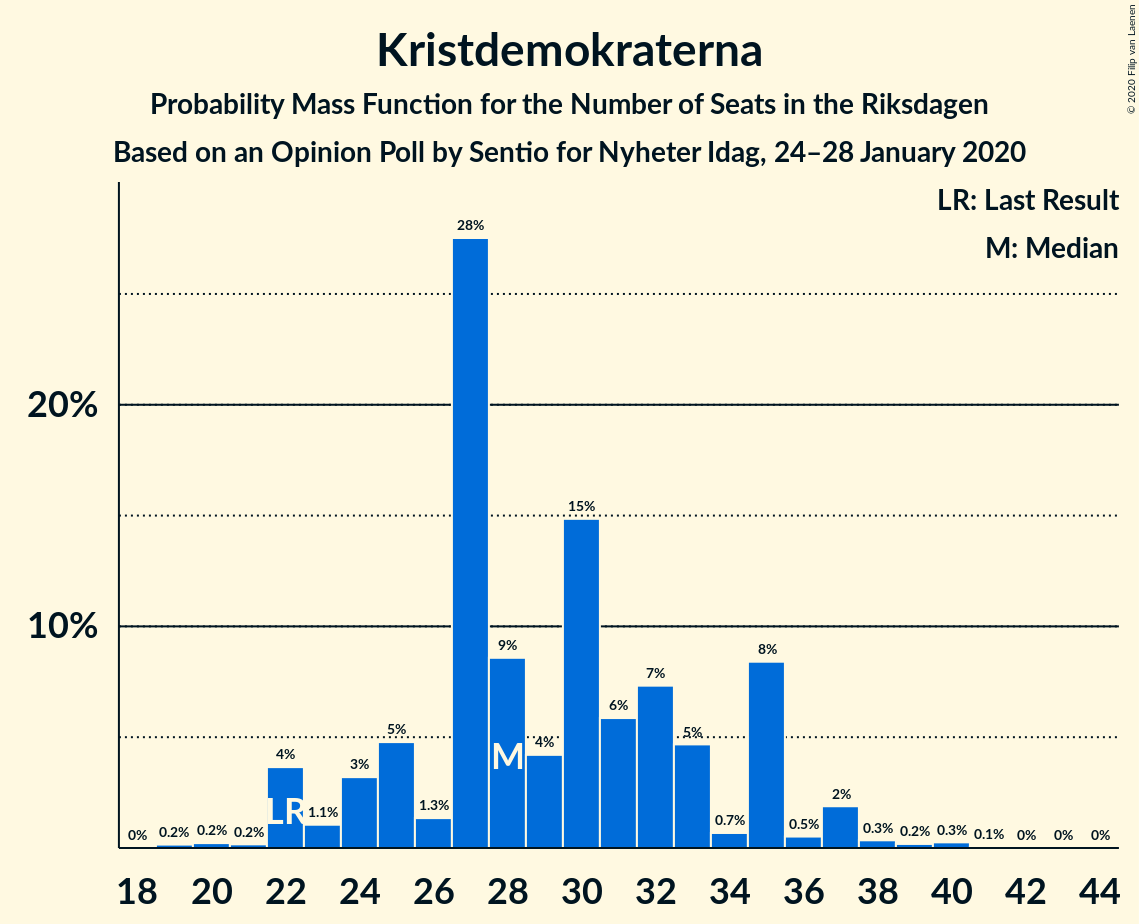 © 2020 Filip van Laenen
Kristdemokraterna
Probability Mass Function for the Number of Seats in the Riksdagen
Based on an Opinion Poll by Sentio for Nyheter Idag, 24–28 January 2020
LR: Last Result
M: Median
20%
10%
0% 0.2% 0.2% 0.2% 4% 1.1% 3% 5% 1.3% 28% 9% 4% 15% 6% 7% 5% 0.7% 8% 0.5% 2% 0.3% 0.2% 0.3% 0.1% 0% 0% 0%
LR M
18 20 22 24 26 28 30 32 34 36 38 40 42 44